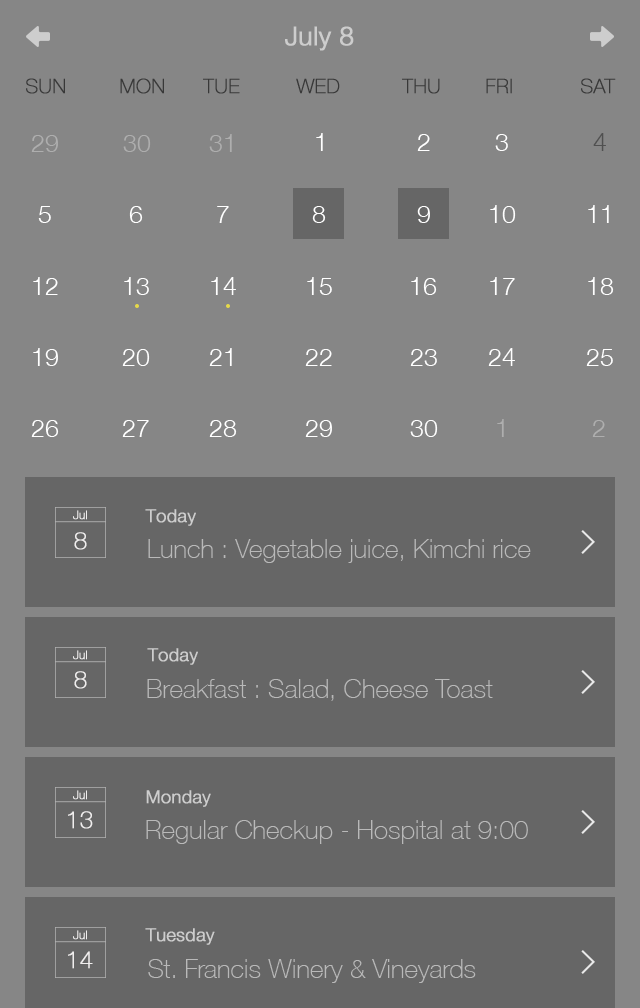 July 8
SUN MON TUE WED THU FRI SAT
29 30 31 1 2 3 4
5 6 7 8 9 10 11
12 13 14 15 16 17 18
19 20 21 22 23 24 25
26 27 28 29 30 1 2
Jul
8
Today
Lunch : Vegetable juice, Kimchi rice
Jul
8
Today
Breakfast : Salad, Cheese Toast
Jul
13
Monday
Regular Checkup - Hospital at 9:00
Jul
14
Tuesday
St. Francis Winery & Vineyards